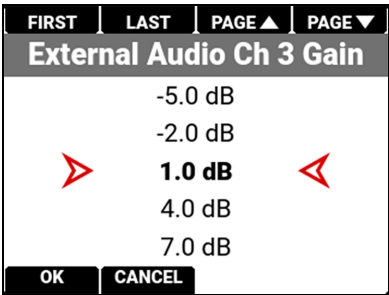 FIRST LAST PAGE▲ PAGE▼
External Audio Ch 3 Gain
-5.0 dB
-2.0 dB
1.0 dB
4.0 dB
7.0 dB
OK CANCEL